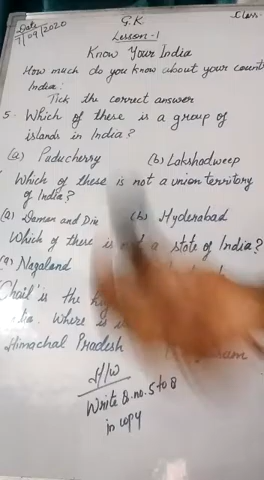 Date
7/09/2020
G.K
Class-
Lesson-1
Know Your India
How much do you know about your count
India:
Tick the correct answer
5. Which of these is a group of
islands in India?
(a) Puducherry (b) Lakshadweep
Which of these is not a union territory
of India?
(a) Daman and Diu (b) Hyderabad
Which of these is a state of India?
(a) Nagaland
Chail is the
Where is
Himachal Pradesh
H/W
Write Q.no. 5 to 8
in copy